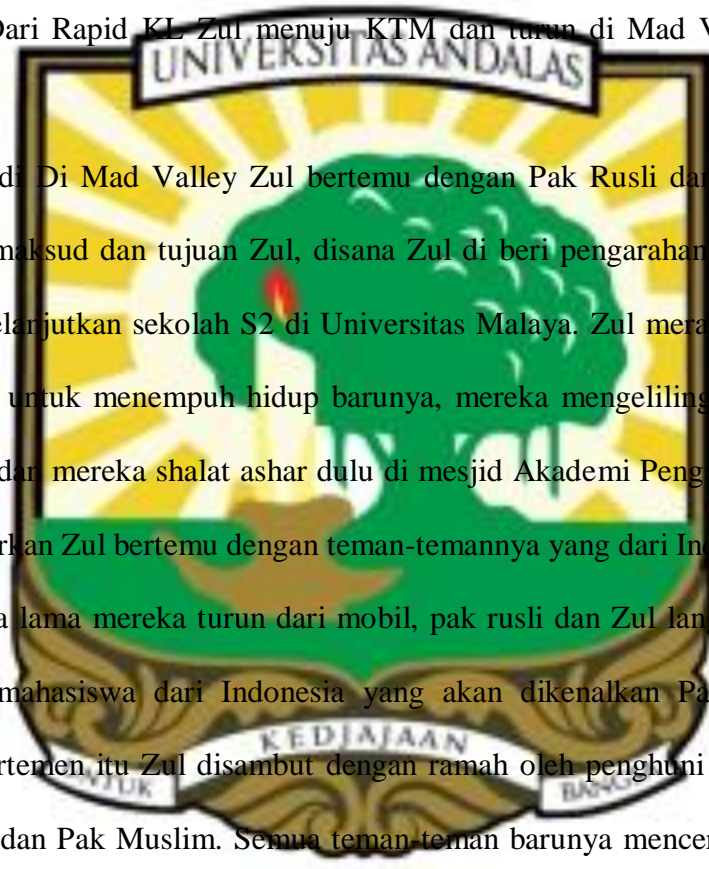 Dari Rapid KL Zul menuju KTM dan turun di Mad V
UNIVERSITAS ANDALAS
di Di Mad Valley Zul bertemu dengan Pak Rusli dan
maksud dan tujuan Zul, disana Zul di beri pengarahan
elanjutkan sekolah S2 di Universitas Malaya. Zul mera
untuk menempuh hidup barunya, mereka mengeliling
dan mereka shalat ashar dulu di mesjid Akademi Peng
rkan Zul bertemu dengan teman-temannya yang dari In
a lama mereka turun dari mobil, pak rusli dan Zul lan
mahasiswa dari Indonesia yang akan dikenalkan Pa
UNTUK KEDJAJAAN BANGSA
rtemen itu Zul disambut dengan ramah oleh penghuni
dan Pak Muslim. Semua teman-teman barunya mencer